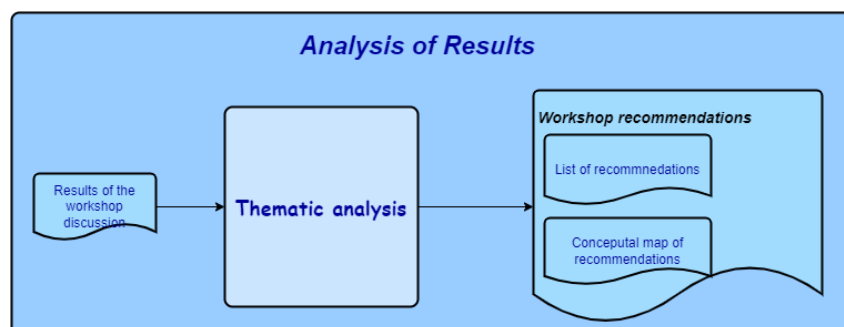 Analysis of Results
Workshop recommendations
Results of the
workshop
discussion
Thematic analysis
List of recommnedations
Conceputal map of
recommendations